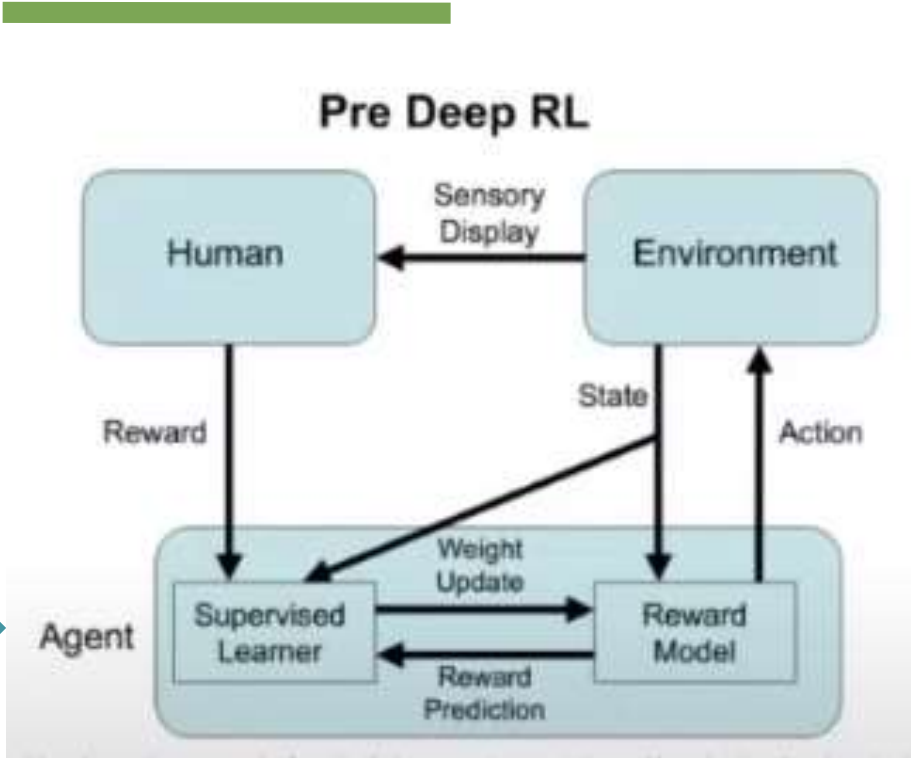 Pre Deep RL
Sensory
Display
Human
Environment
State
Reward
Action
Weight
Update
Supervised
Learner
Reward
Model
Agent
Reward
Prediction